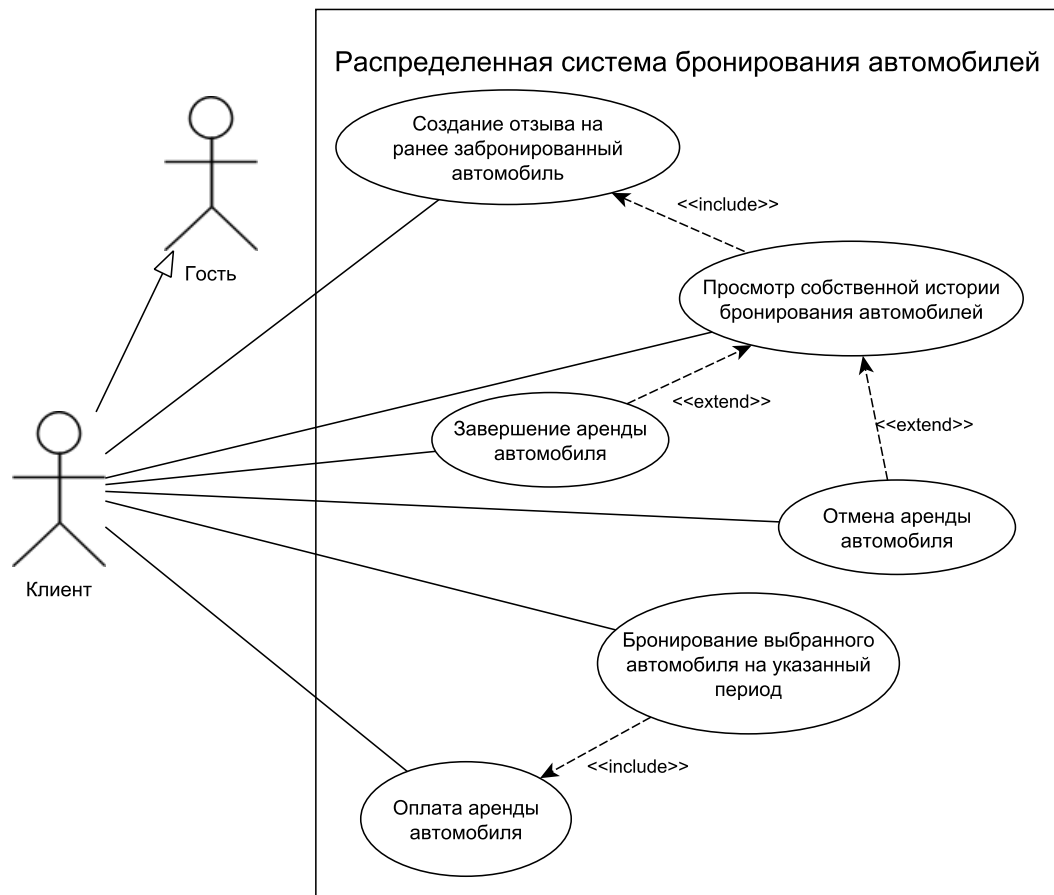 Распределенная система бронирования автомобилей
Создание отзыва на
ранее забронированный
автомобиль
<<include>>
Гость
Просмотр собственной истории
бронирования автомобилей
<<extend>>
<<extend>>
Завершение аренды
автомобиля
Отмена аренды
автомобиля
Клиент
Бронирование выбранного
автомобиля на указанный
период
<<include>>
Оплата аренды
автомобиля